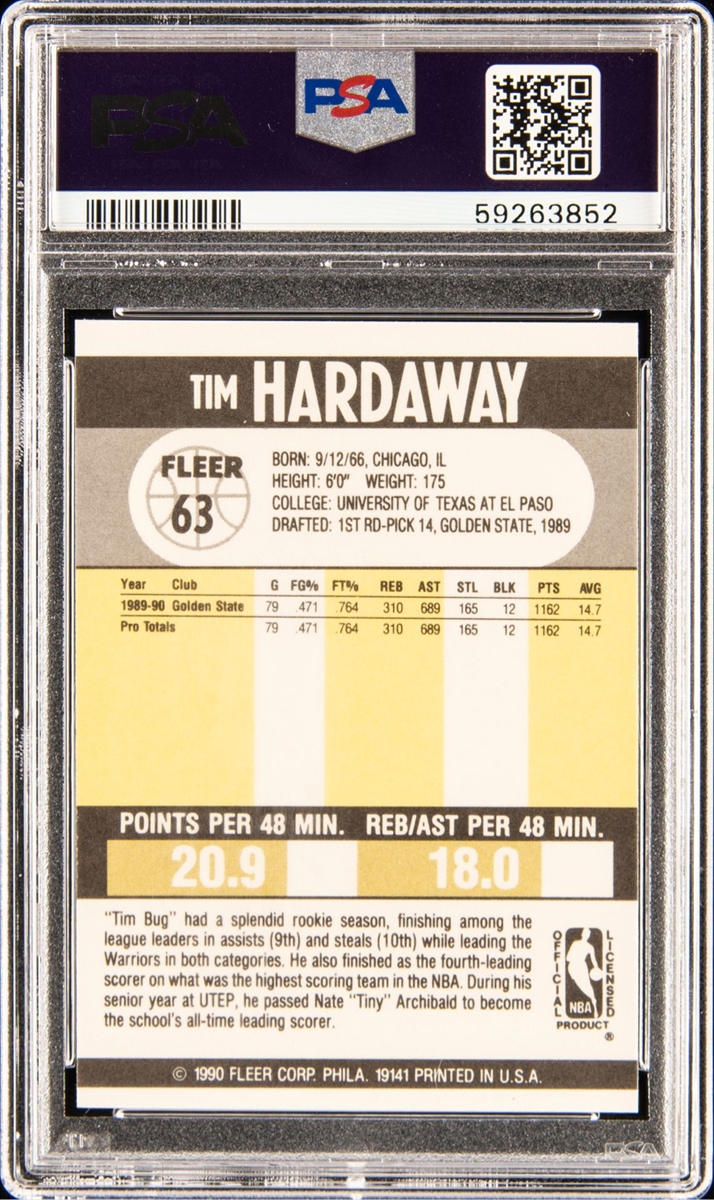 PSA
PSA
59263852
TIM HARDAWAY
FLEER
63
BORN: 9/12/66, CHICAGO, IL
HEIGHT: 6'0" WEIGHT: 175
COLLEGE: UNIVERSITY OF TEXAS AT EL PASO
DRAFTED: 1ST RD-PICK 14, GOLDEN STATE, 1989
Year Club G FG% FT% REB AST STL BLK PTS AVG
1989-90 Golden State 79 .471 .764 310 689 165 12 1162 14.7
Pro Totals 79 .471 .764 310 689 165 12 1162 14.7
POINTS PER 48 MIN. REB/AST PER 48 MIN.
20.9 18.0
"Tim Bug" had a splendid rookie season, finishing among the
league leaders in assists (9th) and steals (10th) while leading the
Warriors in both categories. He also finished as the fourth-leading
scorer on what was the highest scoring team in the NBA. During his
senior year at UTEP, he passed Nate "Tiny" Archibald to become
the school's all-time leading scorer.
OFFICIAL
NBA
LICENSED
PRODUCT
®
© 1990 FLEER CORP. PHILA. 19141 PRINTED IN U.S.A.
PSA